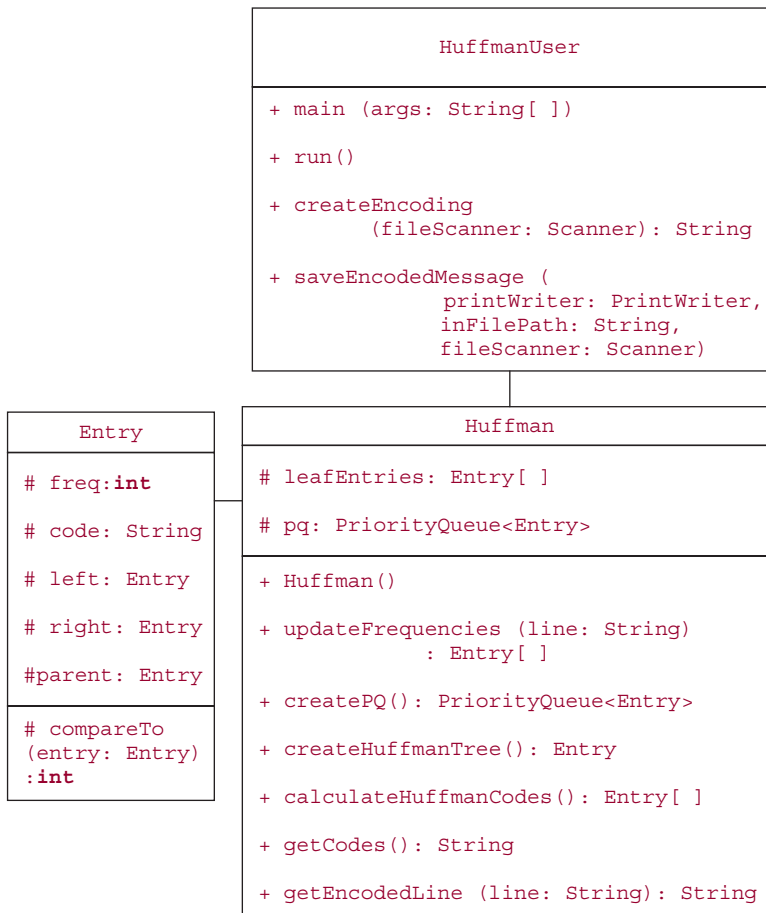 HuffmanUser
+ main (args: String[ ])
+ run()
+ createEncoding
(fileScanner: Scanner): String
+ saveEncodedMessage (
printWriter: PrintWriter,
inFilePath: String,
fileScanner: Scanner)
Entry
# freq:int
# code: String
# left: Entry
# right: Entry
#parent: Entry
# compareTo
(entry: Entry)
:int
Huffman
# leafEntries: Entry[ ]
# pq: PriorityQueue<Entry>
+ Huffman()
+ updateFrequencies (line: String)
: Entry[ ]
+ createPQ(): PriorityQueue<Entry>
+ createHuffmanTree(): Entry
+ calculateHuffmanCodes(): Entry[ ]
+ getCodes(): String
+ getEncodedLine (line: String): String